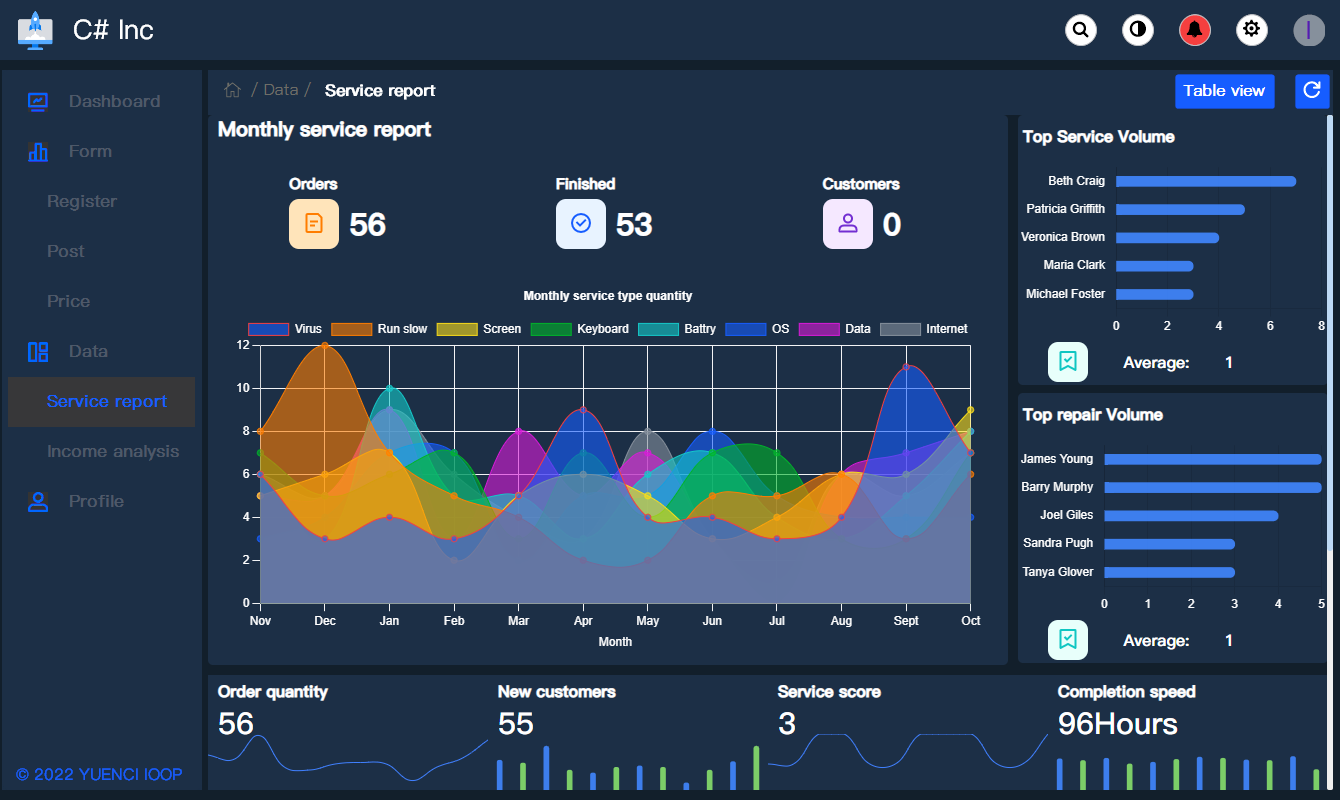 C# Inc
Dashboard
Form
Register
Post
Price
Data
Service report
Income analysis
Profile
© 2022 YUENCI IOOP
/ Data / Service report
Table view
Monthly service report
Orders
56
Finished
53
Customers
0
Monthly service type quantity
Virus Run slow Screen Keyboard Battry OS Data Internet
12
10
8
6
4
2
0
Nov Dec Jan Feb Mar Apr May Jun Jul Aug Sept Oct
Month
Top Service Volume
Beth Craig
Patricia Griffith
Veronica Brown
Maria Clark
Michael Foster
0 2 4 6 8
Average: 1
Top repair Volume
James Young
Barry Murphy
Joel Giles
Sandra Pugh
Tanya Glover
0 1 2 3 4 5
Average: 1
Order quantity
56
New customers
55
Service score
3
Completion speed
96Hours